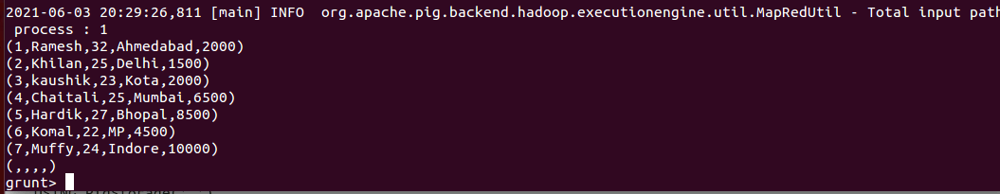 2021-06-03 20:29:26,811 [main] INFO  org.apache.pig.backend.hadoop.executionengine.util.MapRedUtil - Total input path
 process : 1
(1,Ramesh,32,Ahmedabad,2000)
(2,Khilan,25,Delhi,1500)
(3,kaushik,23,Kota,2000)
(4,Chaitali,25,Mumbai,6500)
(5,Hardik,27,Bhopal,8500)
(6,Komal,22,MP,4500)
(7,Muffy,24,Indore,10000)
(,,,,)
grunt>